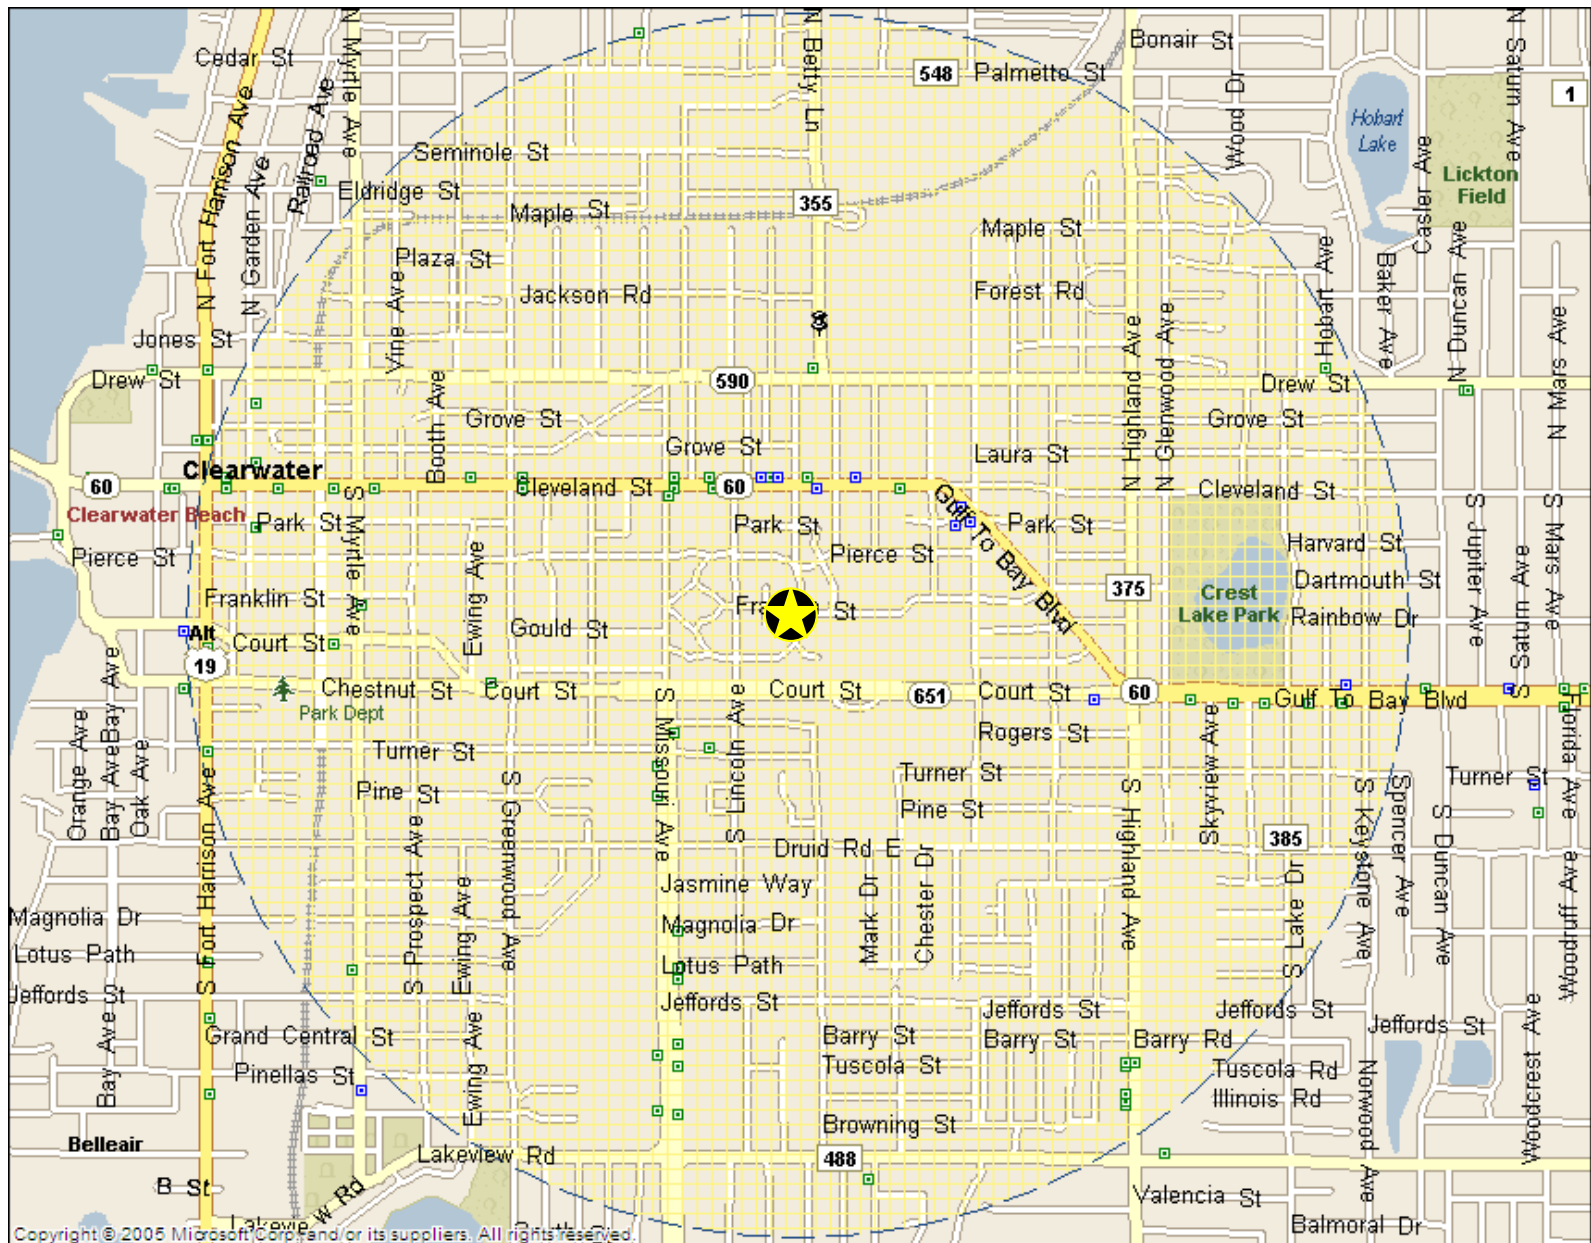 Cedar St
N Myrtle Ave
N Betty Ln
Bonair St
548
Palmetto St
N Saturn Ave
1
Railroad Ave
N Fort Harrison Ave
N Garden Ave
Wood Dr
Hobart
Lake
Casler Ave
Lickton
Field
Seminole St
Eldridge St
Maple St
355
Maple St
Plaza St
Jackson Rd
Forest Rd
Vine Ave
N Highland Ave
N Glenwood Ave
Hobart Ave
Baker Ave
N Duncan Ave
N Mars Ave
Jones St
Drew St
590
Drew St
Booth Ave
Grove St
Grove St
Grove St
Laura St
Clearwater
60
Cleveland St
60
Cleveland St
Clearwater Beach
Park St
Park St
Park St
Gulf To Bay Blvd
S Myrtle Ave
S Jupiter Ave
S Mars Ave
Pierce St
Pierce St
Harvard St
Ewing Ave
375
Crest
Lake Park
Dartmouth St
S Saturn Ave
Franklin St
St
Rainbow Dr
Gould St
Alt
19
Court St
Chestnut St
Court St
Court St
651
Court St
60
Gulf To Bay Blvd
Park Dept
Bay Ave
Orange Ave
Bay Ave
Oak Ave
S Missouri Ave
S Lincoln Ave
Rogers St
Skyview Ave
Florida Ave
Turner St
Turner St
Turner St
Pine St
Pine St
S Greenwood Ave
S Prospect Ave
S Highland Ave
S Keystone Ave
Spencer Ave
S Duncan Ave
385
Druid Rd E
S Fort Harrison Ave
Ewing Ave
Jasmine Way
Mark Dr
Chester Dr
S Lake Dr
Woodruff Ave
Magnolia Dr
Magnolia Dr
Lotus Path
Lotus Path
Jeffords St
Jeffords St
Jeffords St
Jeffords St
Jeffords St
Bay Ave
Grand Central St
Ewing Ave
Barry St
Barry St
Barry Rd
Pinellas St
Tuscola St
Tuscola Rd
Illinois Rd
Norwood Ave
Woodcrest Ave
Browning St
Belleair
Lakeview Rd
488
B St
Valencia St
Balmoral Dr
Copyright © 2005 Microsoft Corp. and/or its suppliers. All rights reserved.